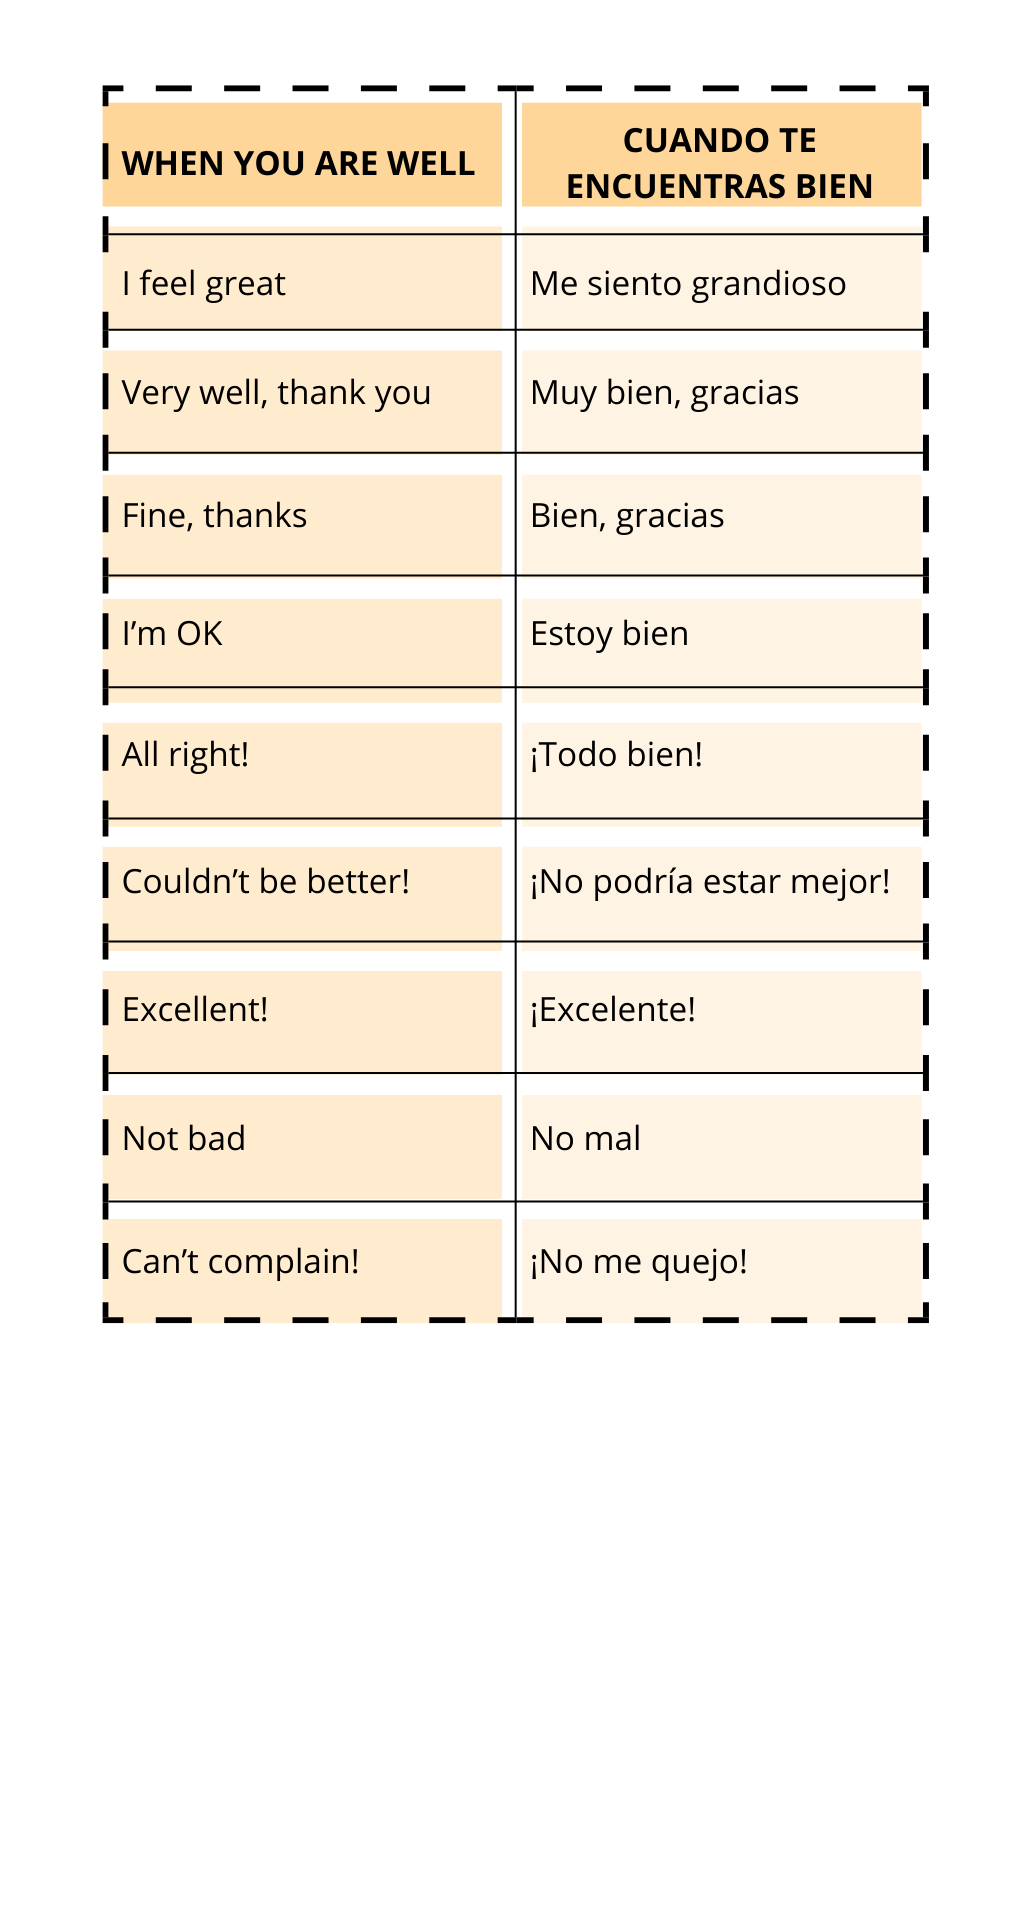 WHEN YOU ARE WELL
CUANDO TE
ENCUENTRAS BIEN
I feel great
Me siento grandioso
Very well, thank you
Muy bien, gracias
Fine, thanks
Bien, gracias
I’m OK
Estoy bien
All right!
¡Todo bien!
Couldn’t be better!
¡No podría estar mejor!
Excellent!
¡Excelente!
Not bad
No mal
Can’t complain!
¡No me quejo!